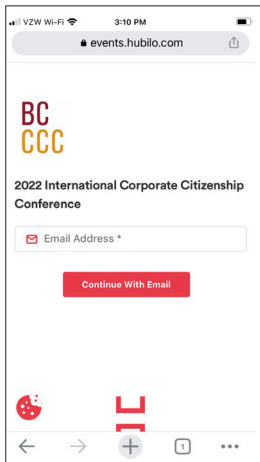 VZW Wi-Fi
3:10 PM
events.hubilo.com
BC
CCC
2022 International Corporate Citizenship
Conference
Email Address *
Continue With Email
1